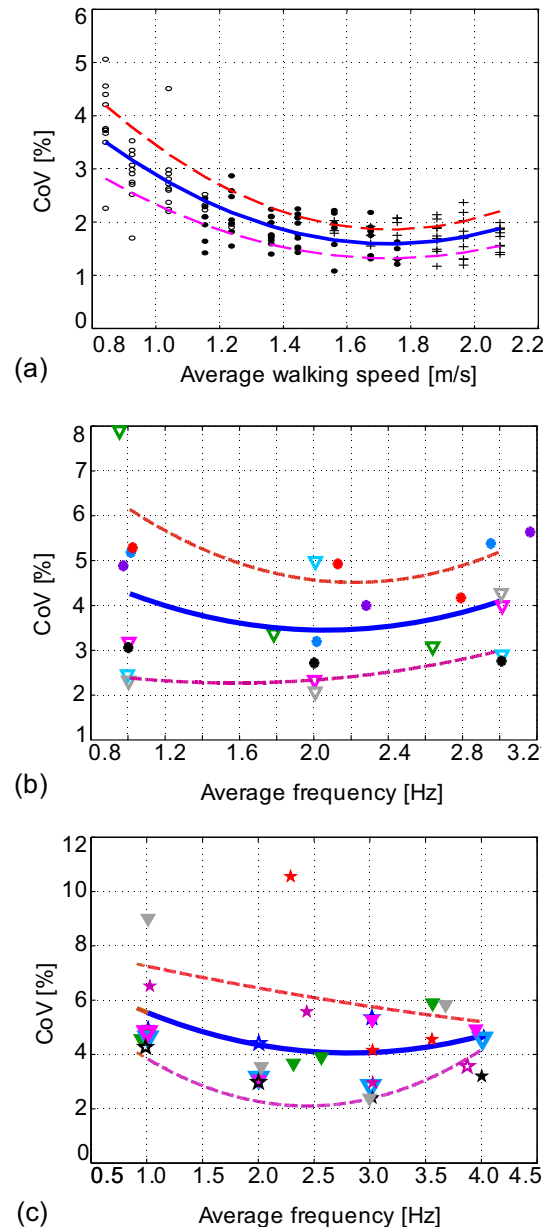 6
5
4
3
2
1
0
CoV [%]
0.8 1.0 1.2 1.4 1.6 1.8 2.0 2.2
(a)
Average walking speed [m/s]
8
7
6
5
4
3
2
1
CoV [%]
0.8 1.2 1.6 2.0 2.4 2.8 3.2
(b)
Average frequency [Hz]
12
10
8
6
4
2
0
CoV [%]
0.5 1.0 1.5 2.0 2.5 3.0 3.5 4.0 4.5
(c)
Average frequency [Hz]